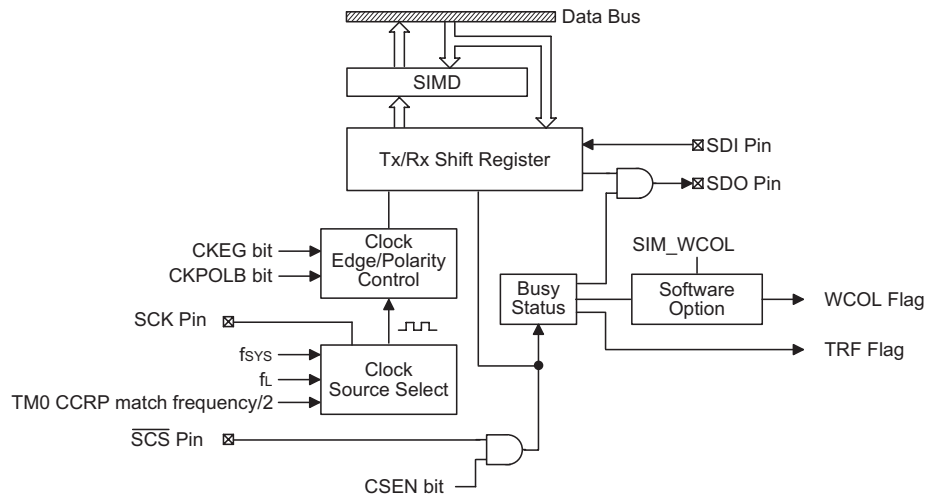 Data Bus
SIMD
Tx/Rx Shift Register
SDI Pin
SDO Pin
CKEG bit
CKPOLB bit
Clock
Edge/Polarity
Control
SIM_WCOL
Busy
Status
Software
Option
WCOL Flag
TRF Flag
SCK Pin
fSYS
fL
TM0 CCRP match frequency/2
Clock
Source Select
SCS Pin
CSEN bit